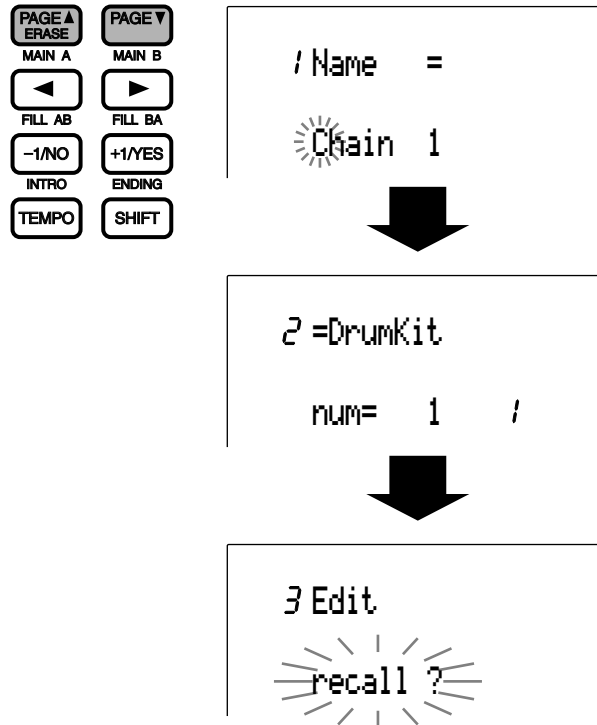 PAGE▲ ERASE PAGE▼
MAIN A MAIN B
◄ ►
FILL AB FILL BA
−1/NO +1/YES
INTRO ENDING
TEMPO SHIFT
1 Name =
Chain 1
2 =DrumKit
num= 1 1
3 Edit
recall ?